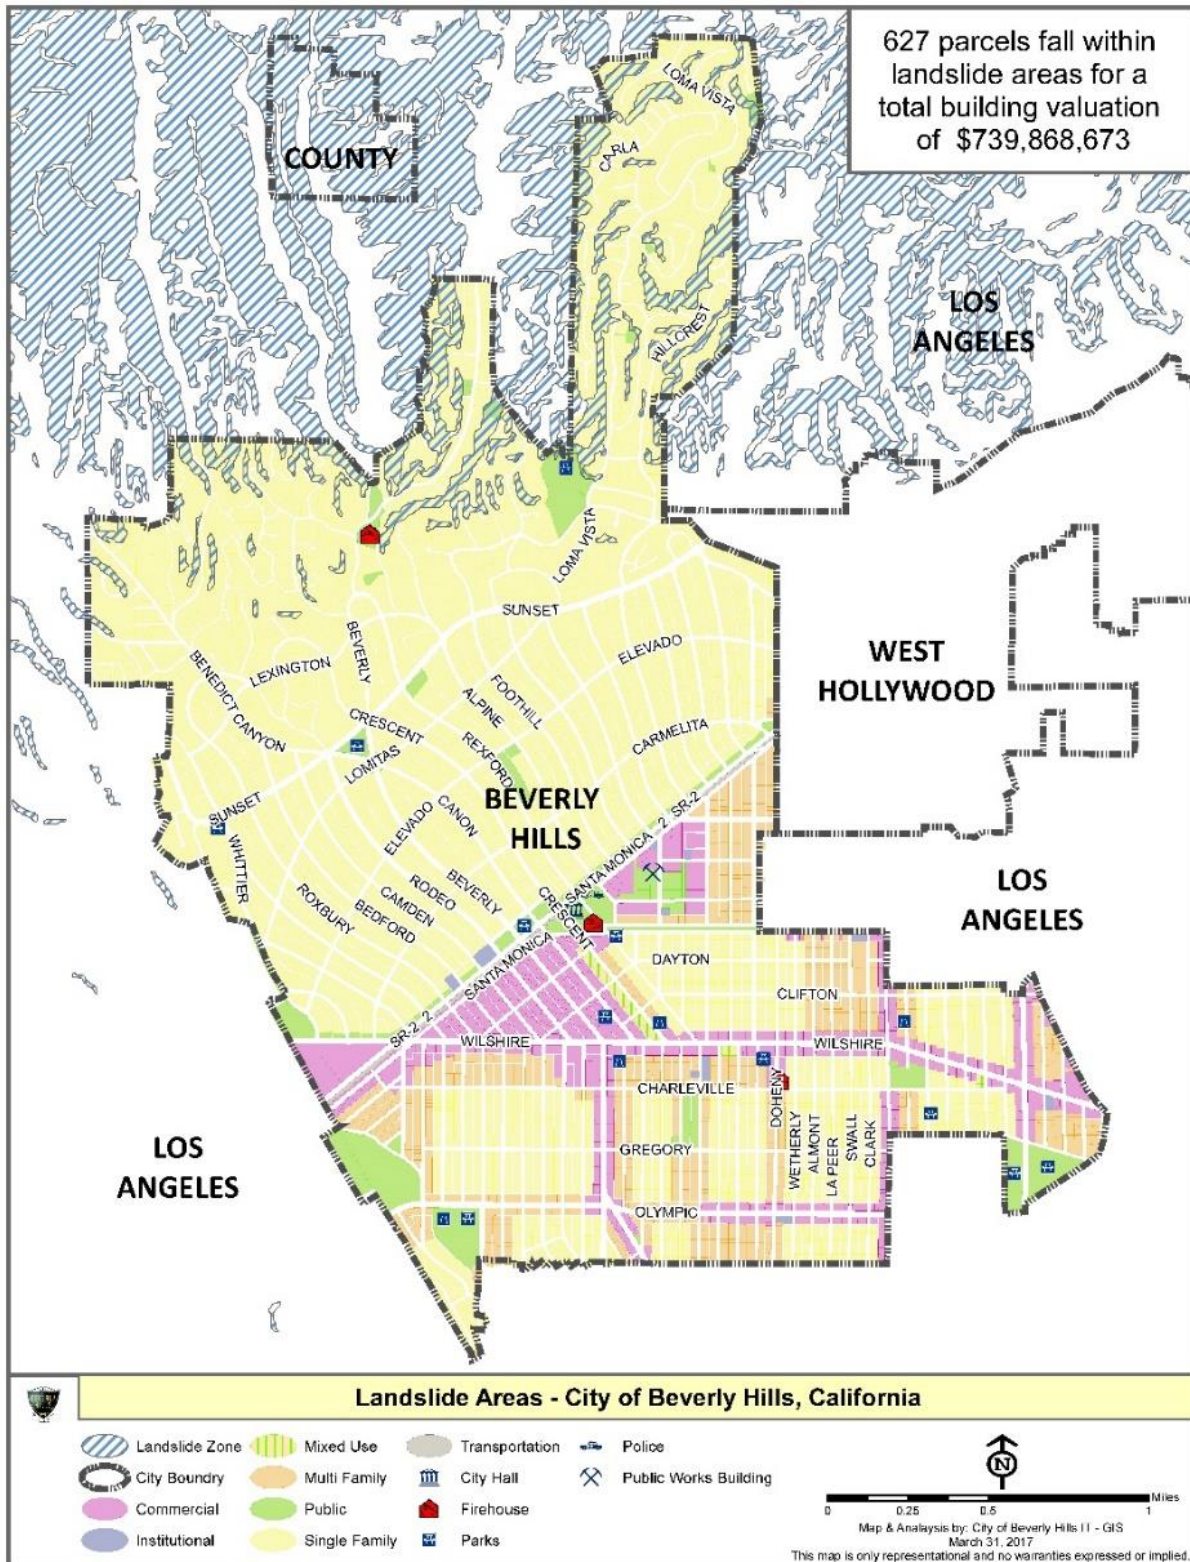 627 parcels fall within
landslide areas for a
total building valuation
of $739,868,673
LOMA VISTA
COUNTY
CARLA
LOS
ANGELES
HILLCREST
LOMA VISTA
SUNSET
BEVERLY
ELEVADO
WEST
HOLLYWOOD
LEXINGTON
BENEDICT CANYON
FOOTHILL
ALPINE
CRESCENT
REXFORD
CARMELITA
LOMITAS
SUNSET
BEVERLY
HILLS
ELEVADO
CANON
SANTA MONICA 2 SR-2
WHITTIER
BEVERLY
RODEO
CAMDEN
BEDFORD
ROXBURY
CRESCENT
LOS
ANGELES
SR-2 2 SANTA MONICA
DAYTON
CLIFTON
WILSHIRE
WILSHIRE
CHARLEVILLE
DOHENY
WETHERLY
ALMONT
LA PEER
SWALL
CLARK
GREGORY
LOS
ANGELES
OLYMPIC
Landslide Areas - City of Beverly Hills, California
Landslide Zone
Mixed Use
Transportation
Police
City Boundry
Multi Family
City Hall
Public Works Building
Commercial
Public
Firehouse
Institutional
Single Family
Parks
N
Miles
0 0.25 0.5 1
Map & Analaysis by: City of Beverly Hills IT - GIS
March 31, 2017
This map is only representational and no warranties expressed or implied